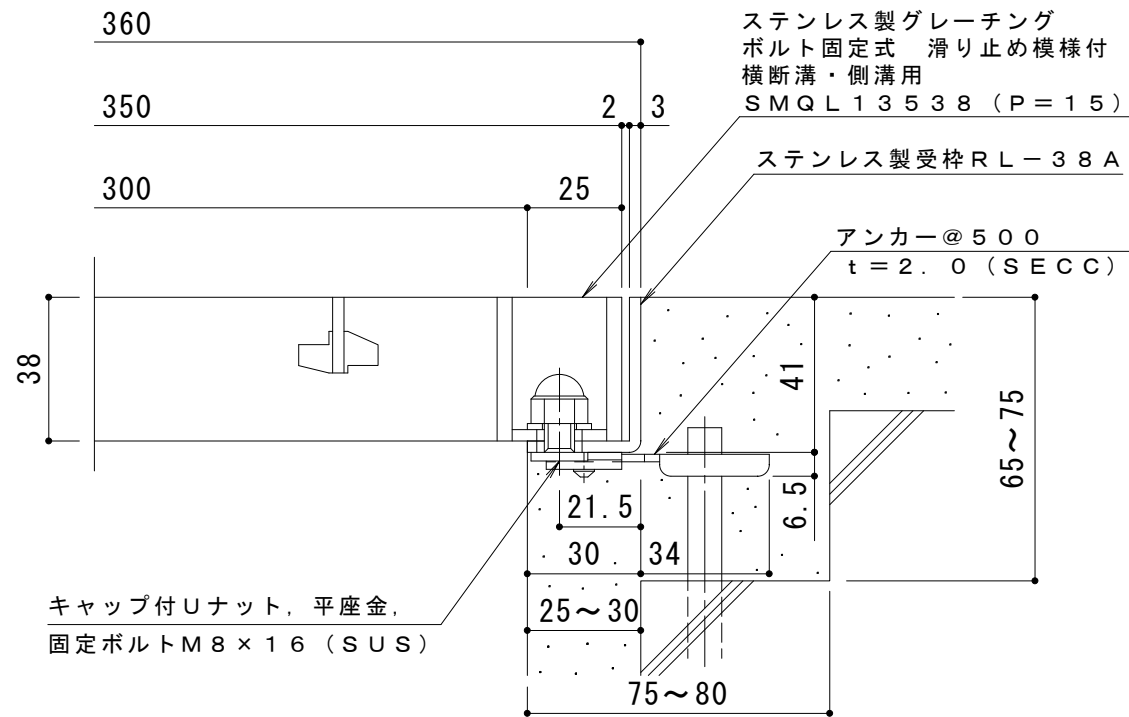 360
ステンレス製グレーチング
ボルト固定式　滑り止め模様付
横断溝・側溝用
350
2
3
SMQL13538(P=15)
ステンレス製受枠RL-38A
300
25
アンカー@500
t=2.0(SECC)
38
41
65~75
6.5
21.5
30
34
キャップ付Uナット,平座金,
固定ボルトM8×16(SUS)
25~30
75~80